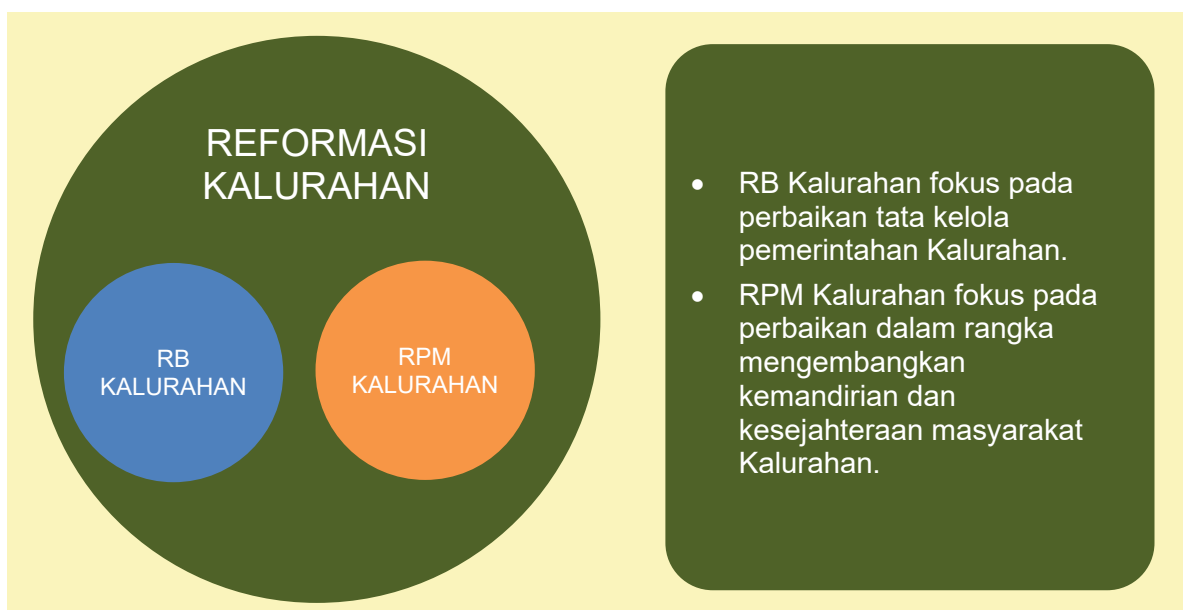 REFORMASI
KALURAHAN
RB
KALURAHAN
RPM
KALURAHAN
• RB Kalurahan fokus pada
perbaikan tata kelola
pemerintahan Kalurahan.
• RPM Kalurahan fokus pada
perbaikan dalam rangka
mengembangkan
kemandirian dan
kesejahteraan masyarakat
Kalurahan.